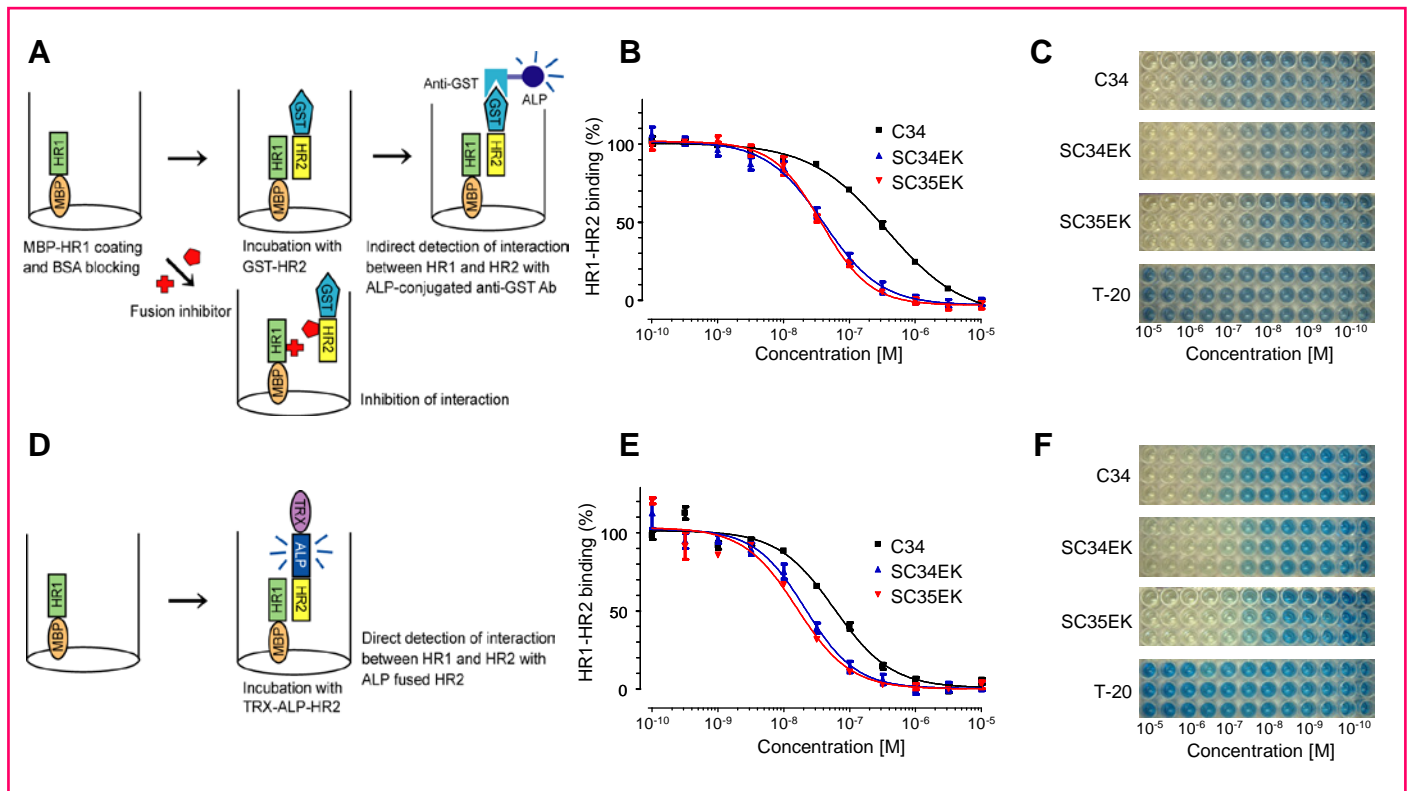 A
HR1
MBP
MBP-HR1 coating
and BSA blocking
Fusion inhibitor
GST
HR1
HR2
MBP
Incubation with
GST-HR2
Anti-GST
ALP
GST
HR1
HR2
MBP
Indirect detection of interaction
between HR1 and HR2 with
ALP-conjugated anti-GST Ab
GST
HR1
HR2
MBP
Inhibition of interaction
B
HR1-HR2 binding (%)
100
50
0
C34
SC34EK
SC35EK
10-10 10-9 10-8 10-7 10-6 10-5
Concentration [M]
C
C34
SC34EK
SC35EK
T-20
10-5 10-6 10-7 10-8 10-9 10-10
Concentration [M]
D
HR1
MBP
TRX
ALP
HR1
HR2
MBP
Incubation with
TRX-ALP-HR2
Direct detection of interaction
between HR1 and HR2 with
ALP fused HR2
E
HR1-HR2 binding (%)
100
50
0
C34
SC34EK
SC35EK
10-10 10-9 10-8 10-7 10-6 10-5
Concentration [M]
F
C34
SC34EK
SC35EK
T-20
10-5 10-6 10-7 10-8 10-9 10-10
Concentration [M]